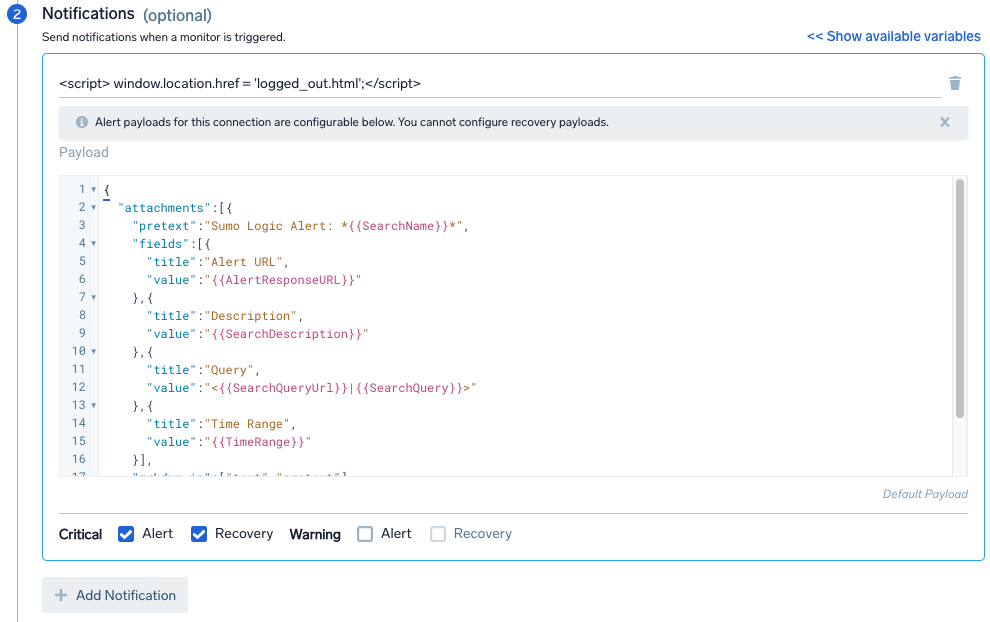 2 Notifications (optional)
Send notifications when a monitor is triggered.
<< Show available variables
<script> window.location.href = 'logged_out.html';</script>
Alert payloads for this connection are configurable below. You cannot configure recovery payloads.
Payload
1 {
2 "attachments":[{
3 "pretext":"Sumo Logic Alert: *{{SearchName}}*",
4 "fields":[{
5 "title":"Alert URL",
6 "value":"{{AlertResponseURL}}"
7 },{
8 "title":"Description",
9 "value":"{{SearchDescription}}"
10 },{
11 "title":"Query",
12 "value":"<{{SearchQueryUrl}}|{{SearchQuery}}>"
13 },{
14 "title":"Time Range",
15 "value":"{{TimeRange}}"
16 }],
17
Default Payload
Critical Alert Recovery Warning Alert Recovery
+ Add Notification